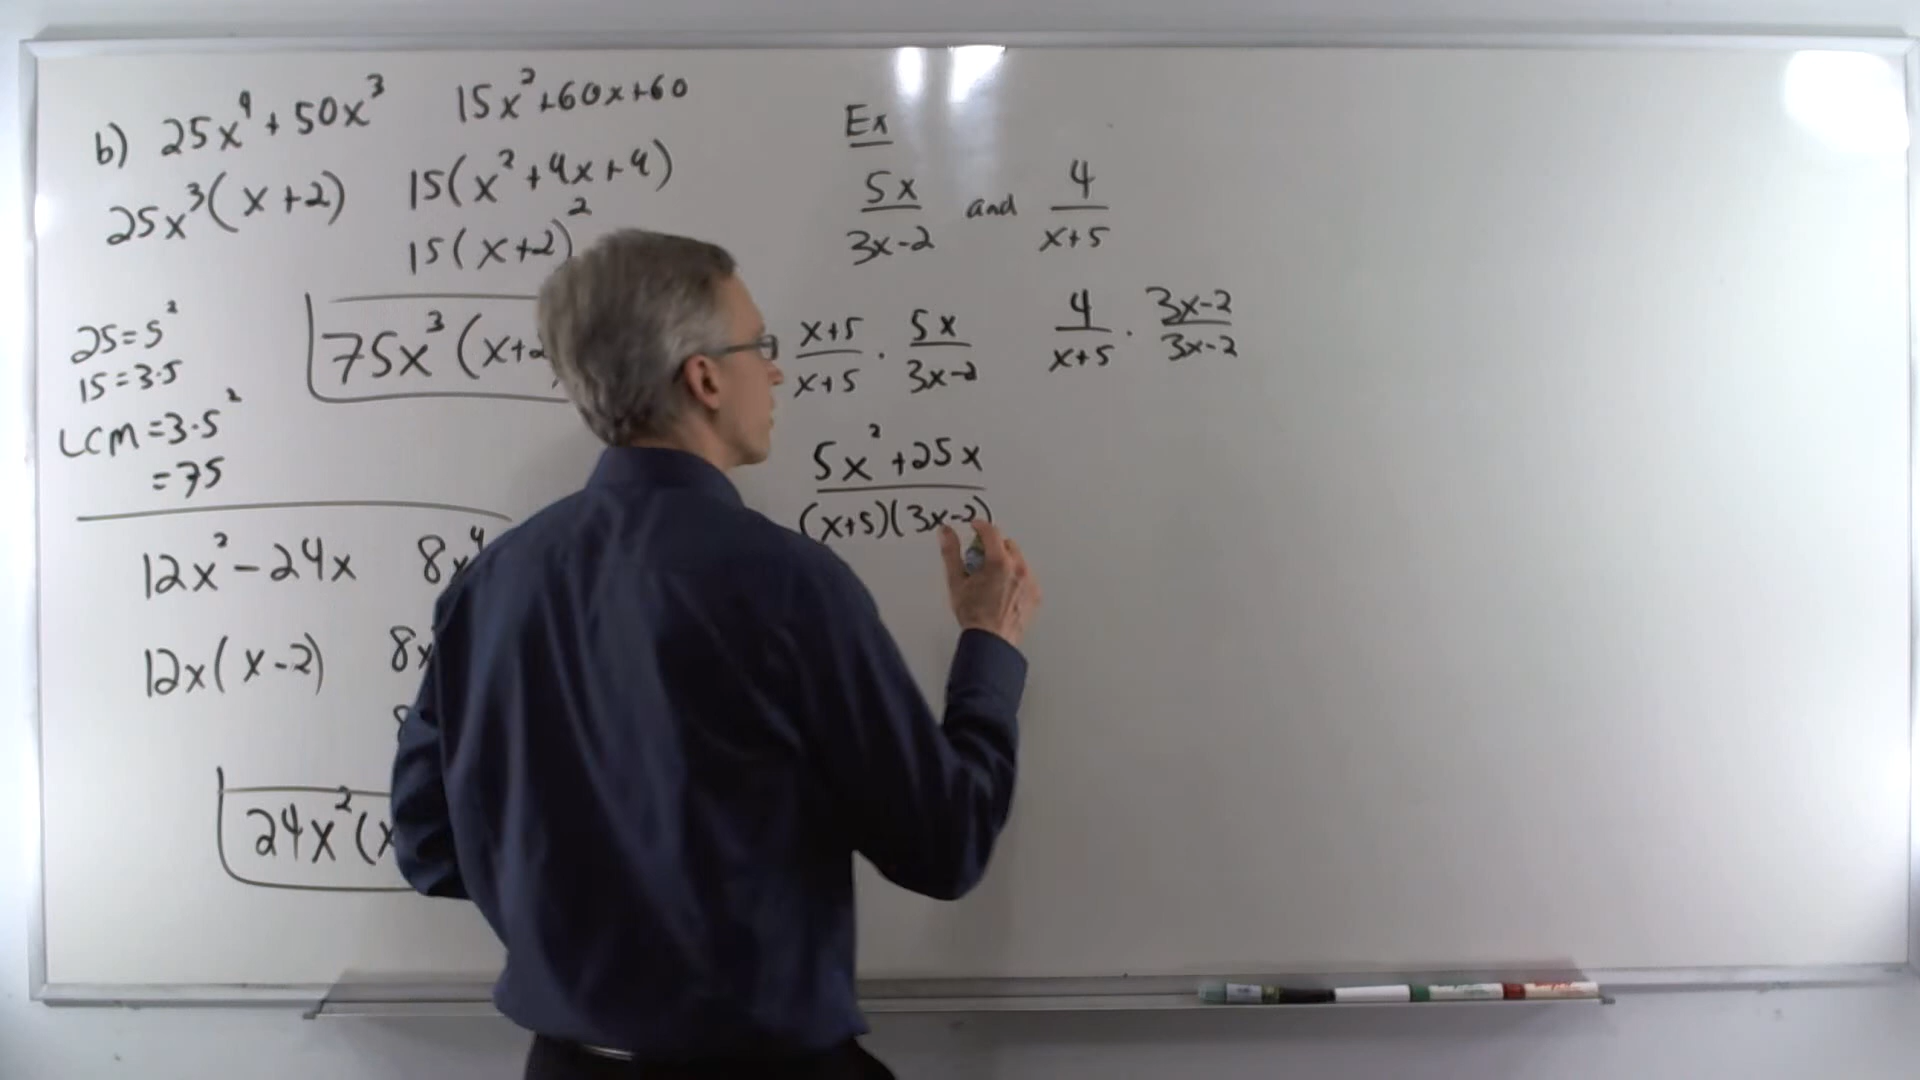 b) 25x⁴ + 50x³
15x² + 60x + 60
25x³(x+2)
15(x² + 4x + 4)
15(x+2)²
25 = 5²
15 = 3·5
LCM = 3·5²
= 75
75x³(x+2
12x² - 24x
8x⁴
12x(x-2)
8x
8
24x²(x
Ex
5x/3x-2 and 4/x+5
x+5/x+5 · 5x/3x-2
4/x+5 · 3x-2/3x-2
5x² + 25x/(x+5)(3x-2)